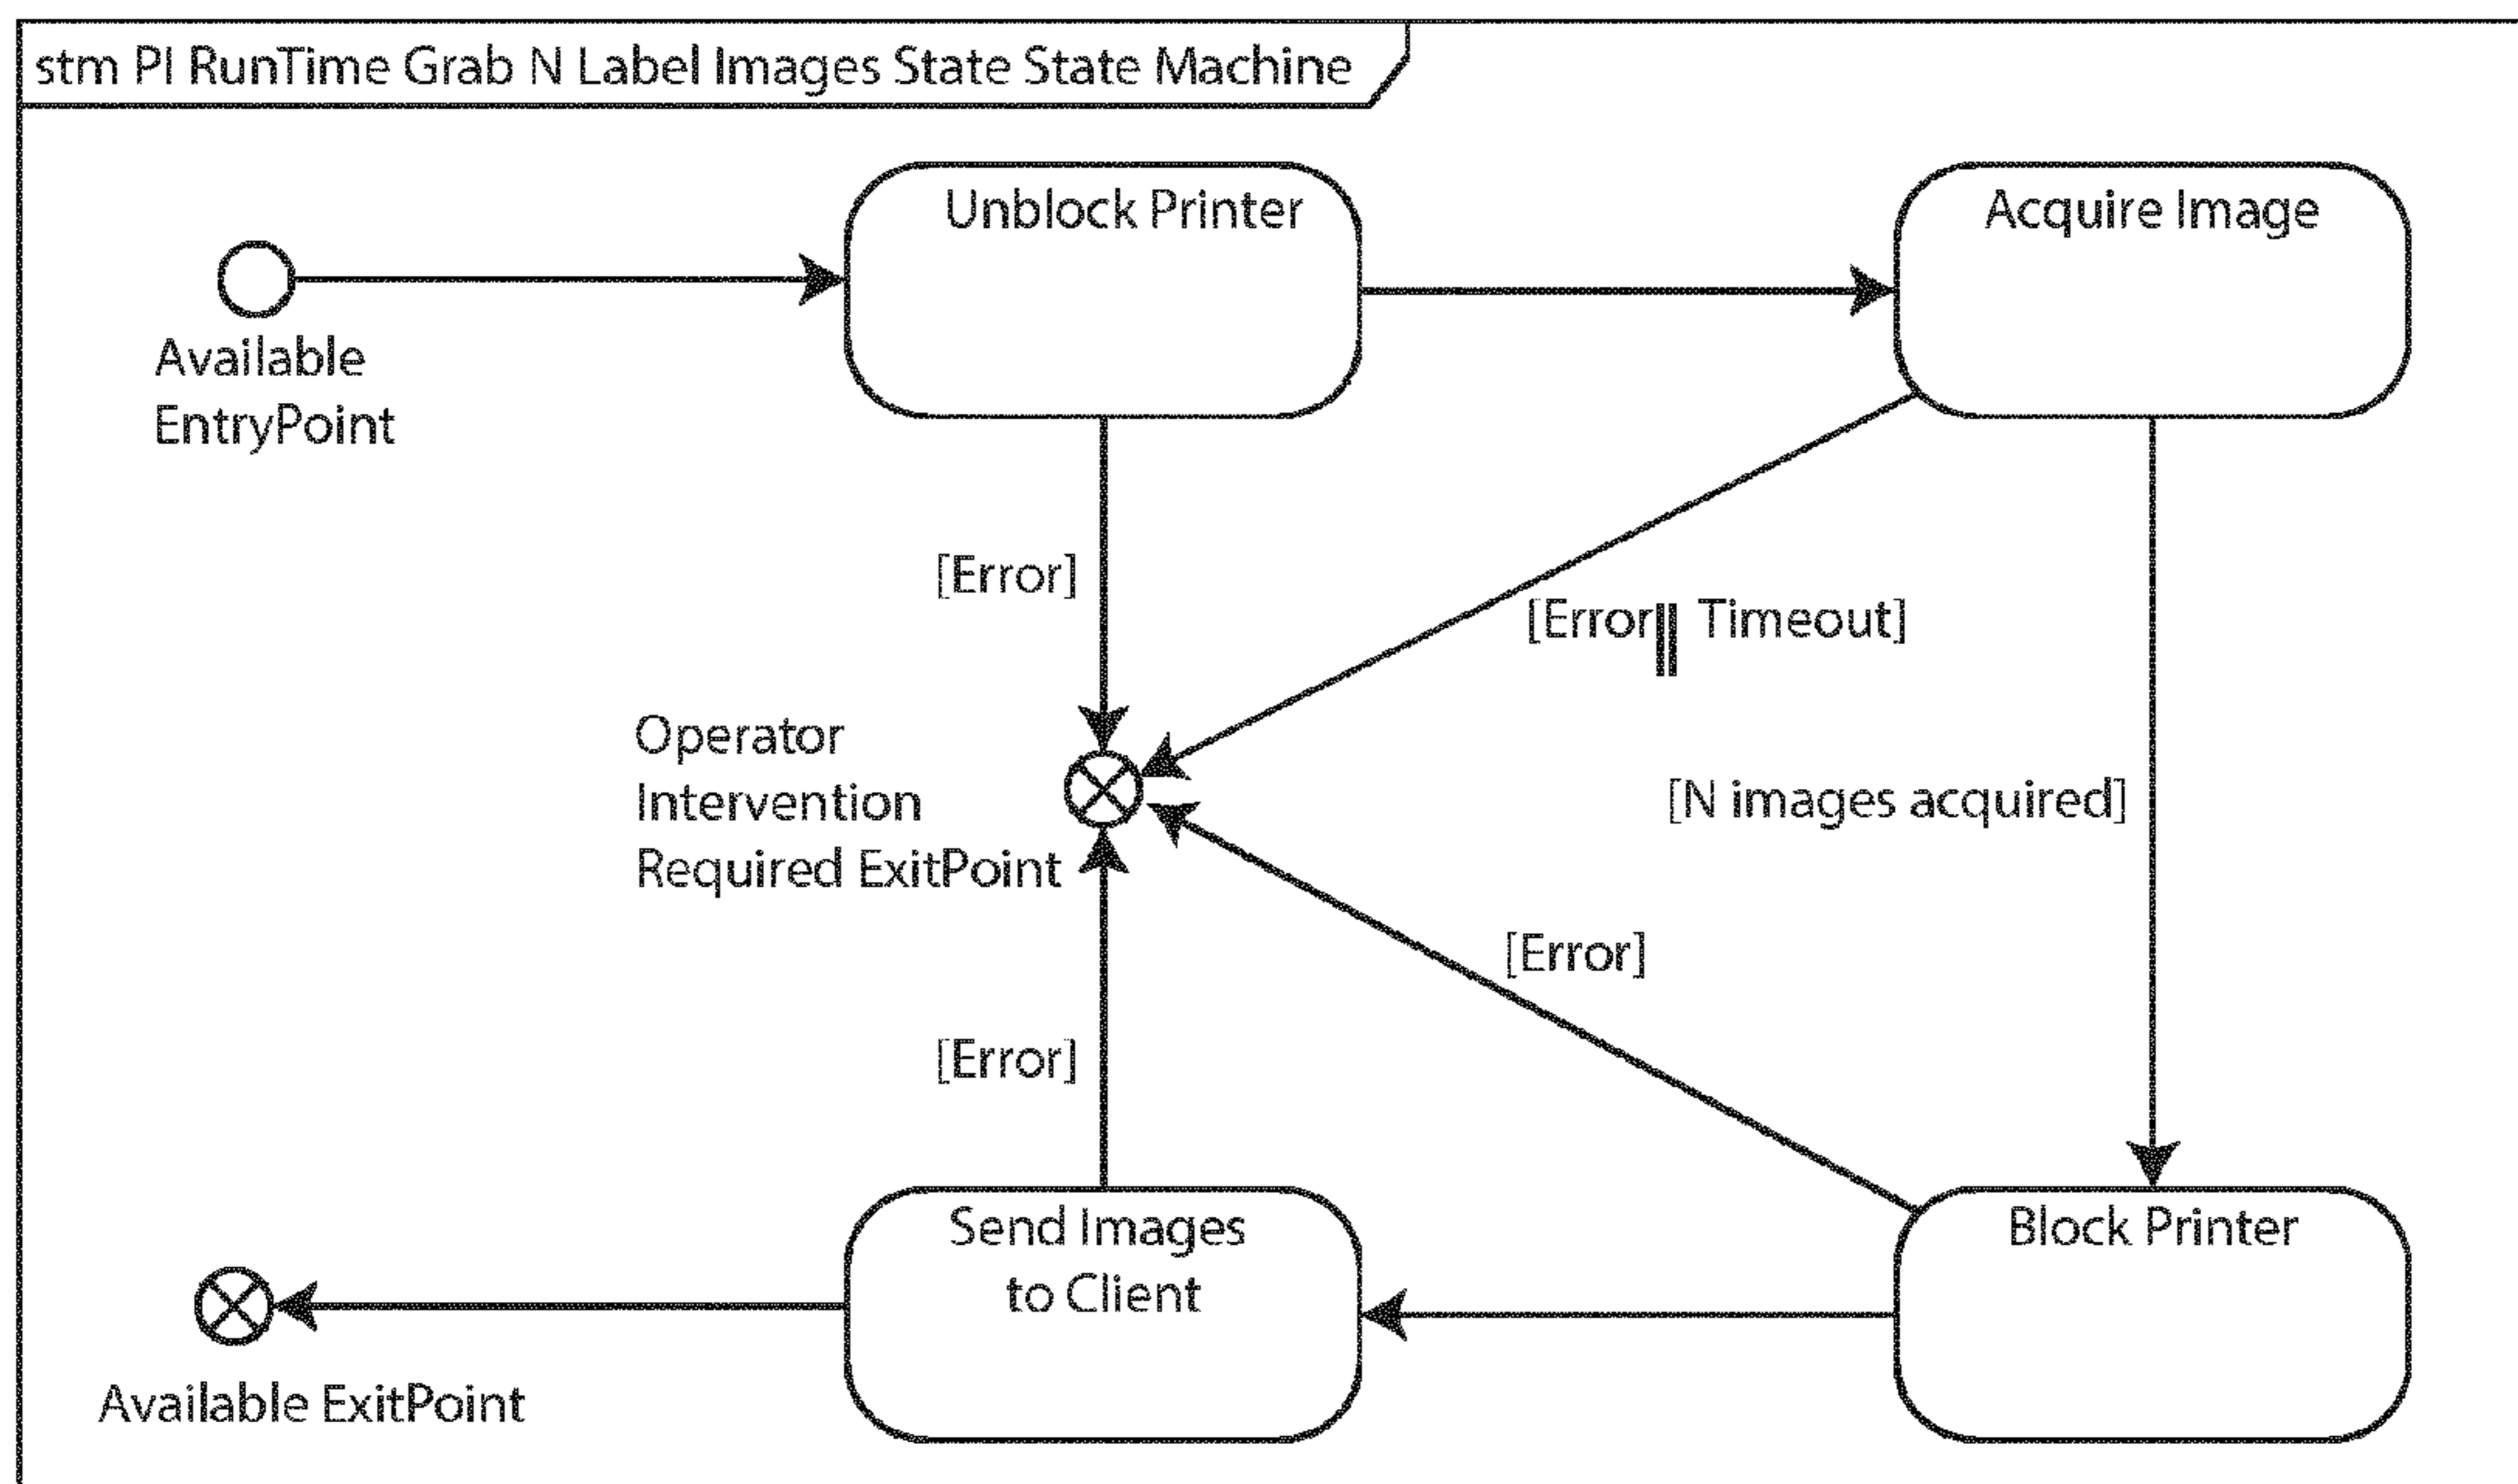 stm PI RunTime Grab N Label Images State State Machine
Unblock Printer
Acquire Image
Available
EntryPoint
[Error]
[Error|| Timeout]
Operator
Intervention
Required ExitPoint
[N images acquired]
[Error]
[Error]
Send Images
to Client
Block Printer
Available ExitPoint